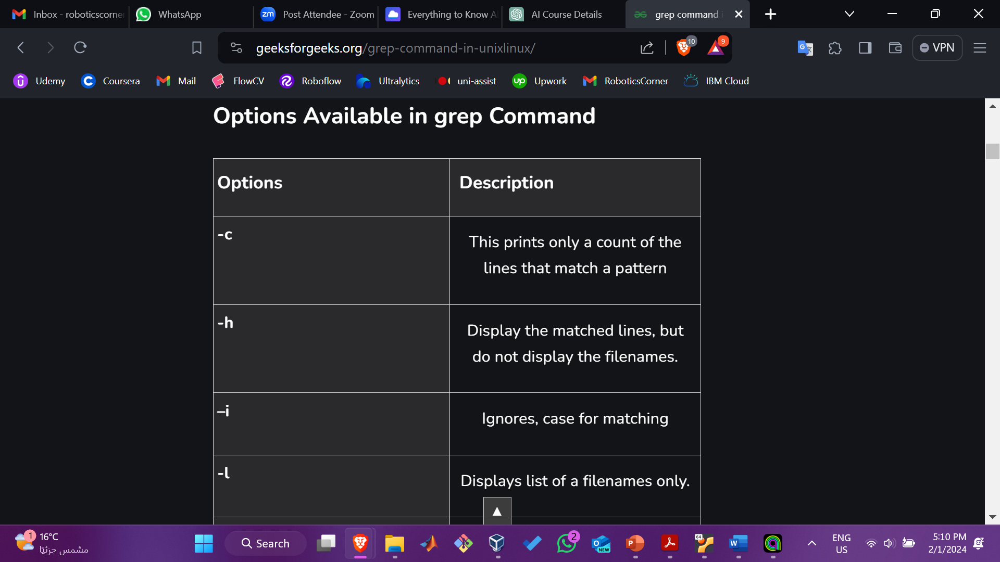 Inbox - roboticscorne
WhatsApp
zm
Post Attendee - Zoom
Everything to Know A
AI Course Details
grep command i
geeksforgeeks.org/grep-command-in-unixlinux/
10
9
VPN
Udemy
Coursera
Mail
FlowCV
Roboflow
Ultralytics
uni-assist
up
Upwork
RoboticsCorner
IBM Cloud
Options Available in grep Command
Options
Description
-c
This prints only a count of the
lines that match a pattern
-h
Display the matched lines, but
do not display the filenames.
–i
Ignores, case for matching
-l
Displays list of a filenames only.
▲
1
16°C
مشمس جزئيًا
Search
2
NEW
64
ENG
US
5:10 PM
2/1/2024